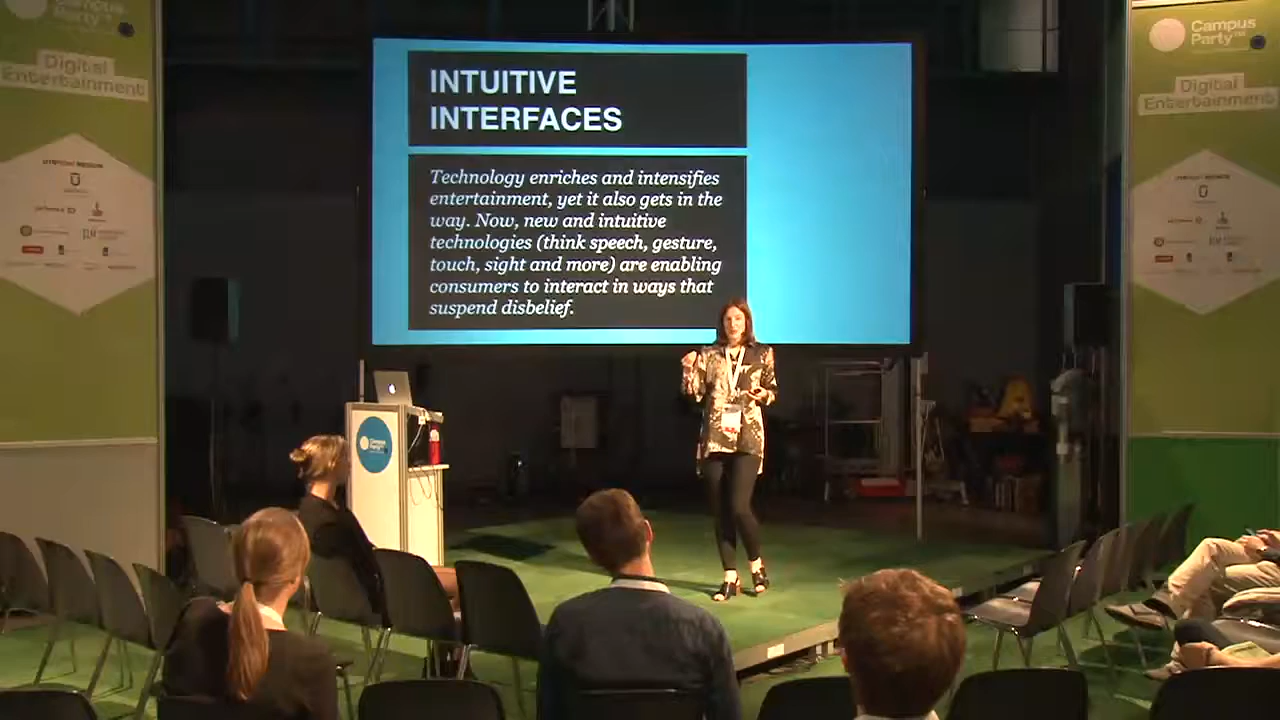 Campus
Party
Digital
Entertainment
INTUITIVE
INTERFACES
Technology enriches and intensifies
entertainment, yet it also gets in the
way. Now, new and intuitive
technologies (think speech, gesture,
touch, sight and more) are enabling
consumers to interact in ways that
suspend disbelief.
Campus
Party
Campus
Party™
Digital
Entertainment